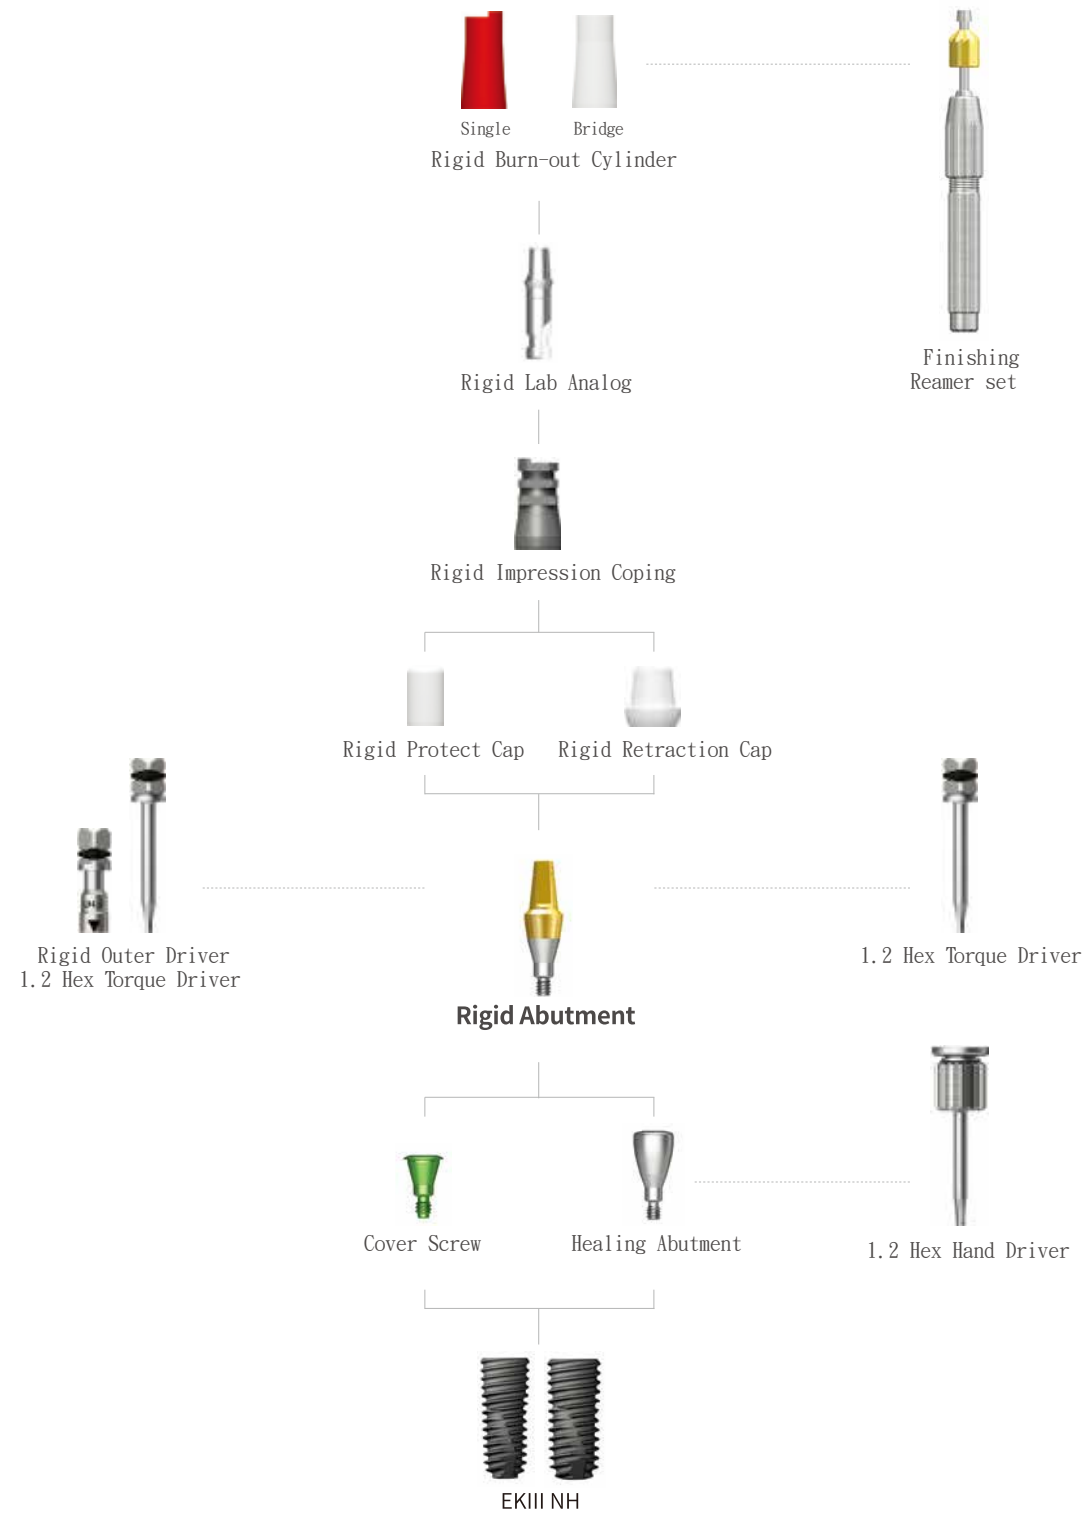 Single
Bridge
Rigid Burn-out Cylinder
Finishing
Reamer set
Rigid Lab Analog
Rigid Impression Coping
Rigid Protect Cap
Rigid Retraction Cap
Rigid Outer Driver
1.2 Hex Torque Driver
1.2 Hex Torque Driver
Rigid Abutment
Cover Screw
Healing Abutment
1.2 Hex Hand Driver
EKIII NH